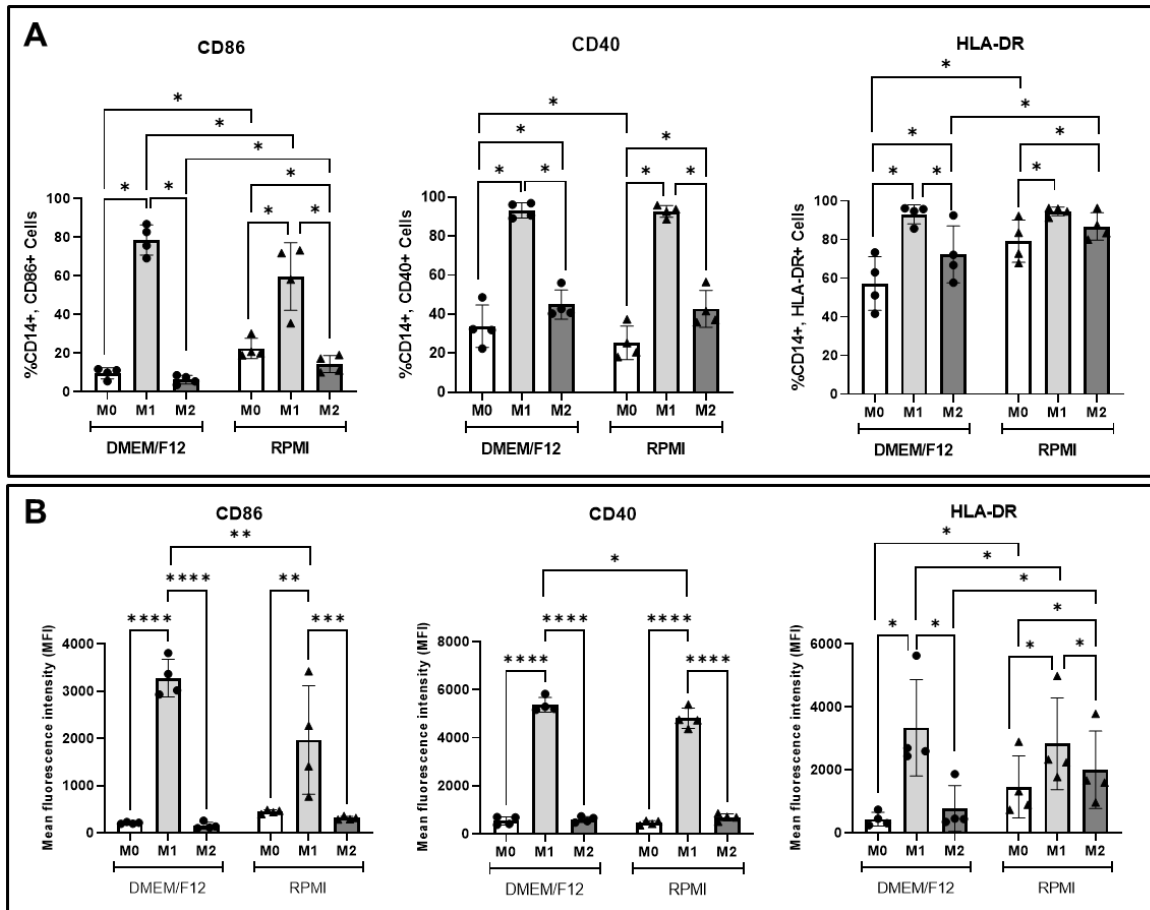 A
CD86
CD40
HLA-DR
* * * * * * * *
* * * * * * *
* * * * * * * *
%CD14+, CD86+ Cells
100
80
60
40
20
0
M0 M1 M2 M0 M1 M2
DMEM/F12 RPMI
%CD14+, CD40+ Cells
100
80
60
40
20
0
M0 M1 M2 M0 M1 M2
DMEM/F12 RPMI
%CD14+, HLA-DR+ Cells
100
80
60
40
20
0
M0 M1 M2 M0 M1 M2
DMEM/F12 RPMI
B
CD86
CD40
HLA-DR
**
**** **
**** ***
Mean fluorescence intensity (MFI)
4000
3000
2000
1000
0
M0 M1 M2 M0 M1 M2
DMEM/F12 RPMI
*
**** ****
**** ****
Mean fluorescence intensity (MFI)
8000
6000
4000
2000
0
M0 M1 M2 M0 M1 M2
DMEM/F12 RPMI
*
*
*
*
* * * *
Mean fluorescence intensity (MFI)
6000
4000
2000
0
M0 M1 M2 M0 M1 M2
DMEM/F12 RPMI